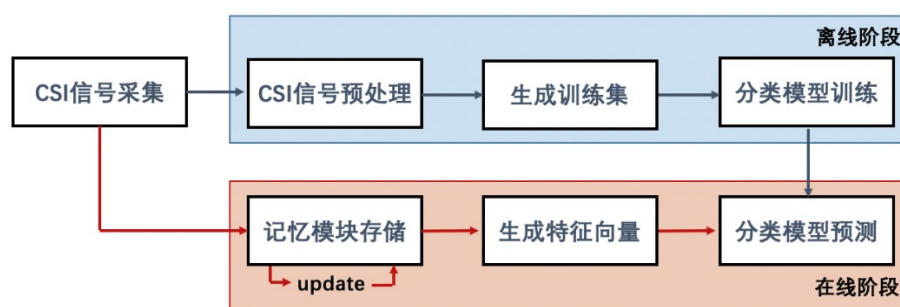 离线阶段
CSI信号采集
CSI信号预处理
生成训练集
分类模型训练
记忆模块存储
生成特征向量
分类模型预测
update
在线阶段